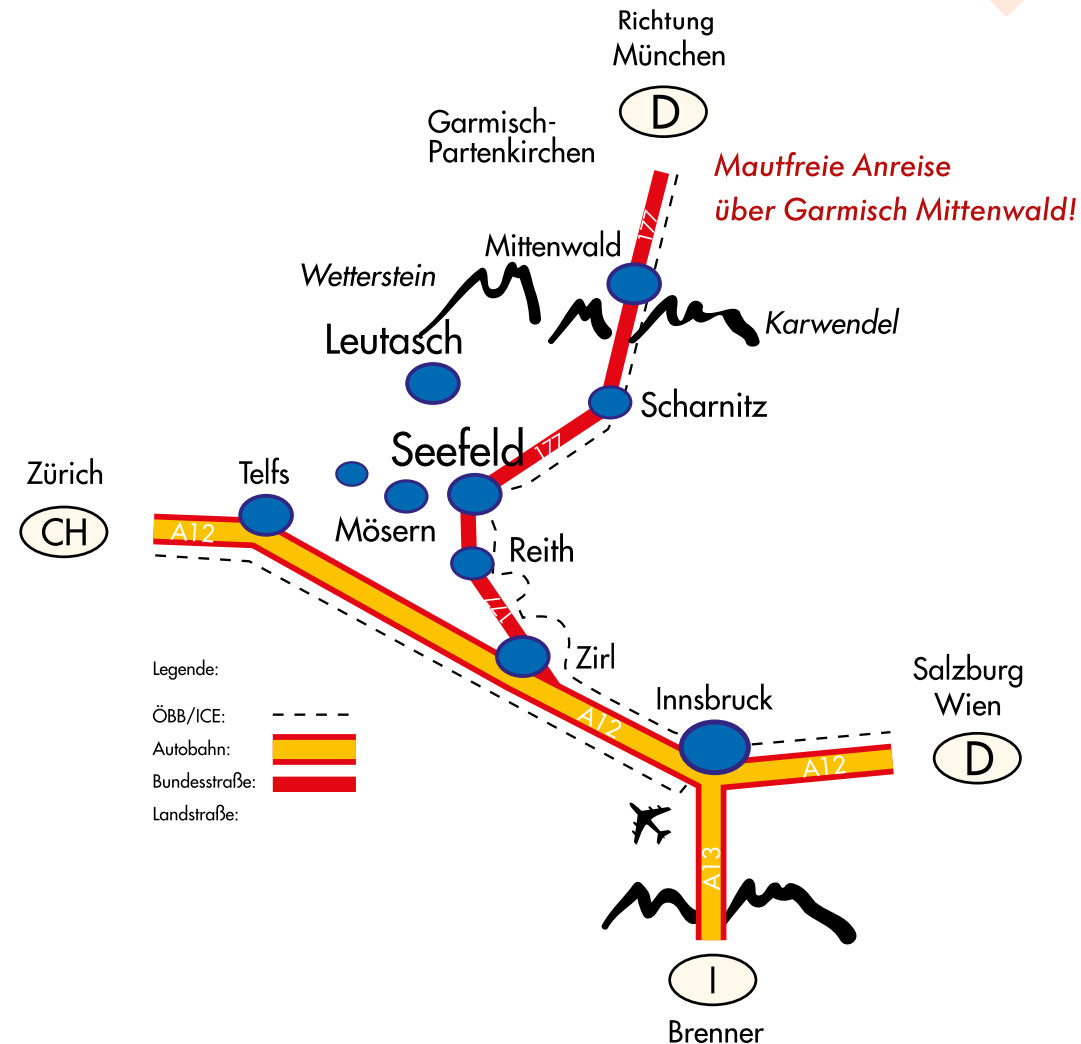 Richtung
München
D
Garmisch-
Partenkirchen
Mautfreie Anreise
über Garmisch Mittenwald!
177
Mittenwald
Wetterstein
Karwendel
Leutasch
Scharnitz
Seefeld
177
Zürich
CH
Telfs
A12
Mösern
Reith
177
Zirl
Legende:
ÖBB/ICE:
Autobahn:
Bundesstraße:
Landstraße:
Innsbruck
A12
Salzburg
Wien
D
A12
A13
I
Brenner